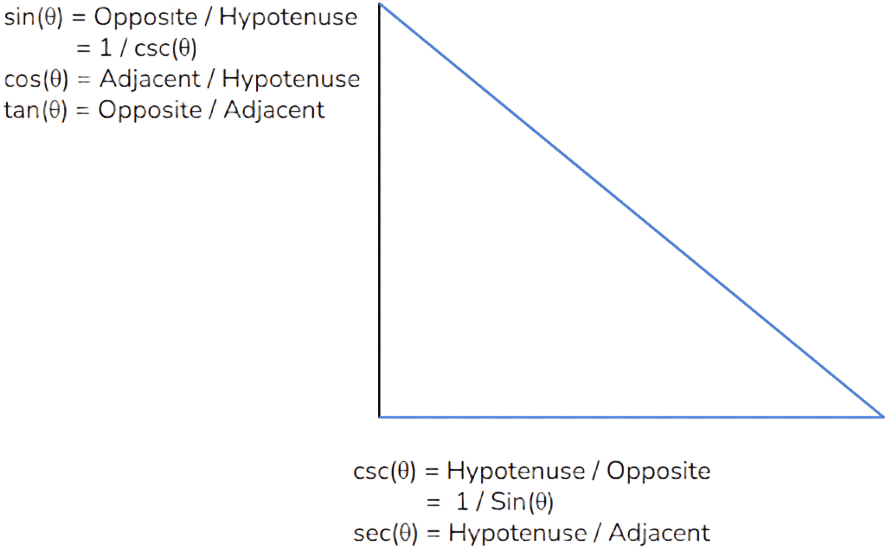 sin(θ) = Opposite / Hypotenuse
= 1 / csc(θ)
cos(θ) = Adjacent / Hypotenuse
tan(θ) = Opposite / Adjacent
csc(θ) = Hypotenuse / Opposite
= 1 / Sin(θ)
sec(θ) = Hypotenuse / Adjacent